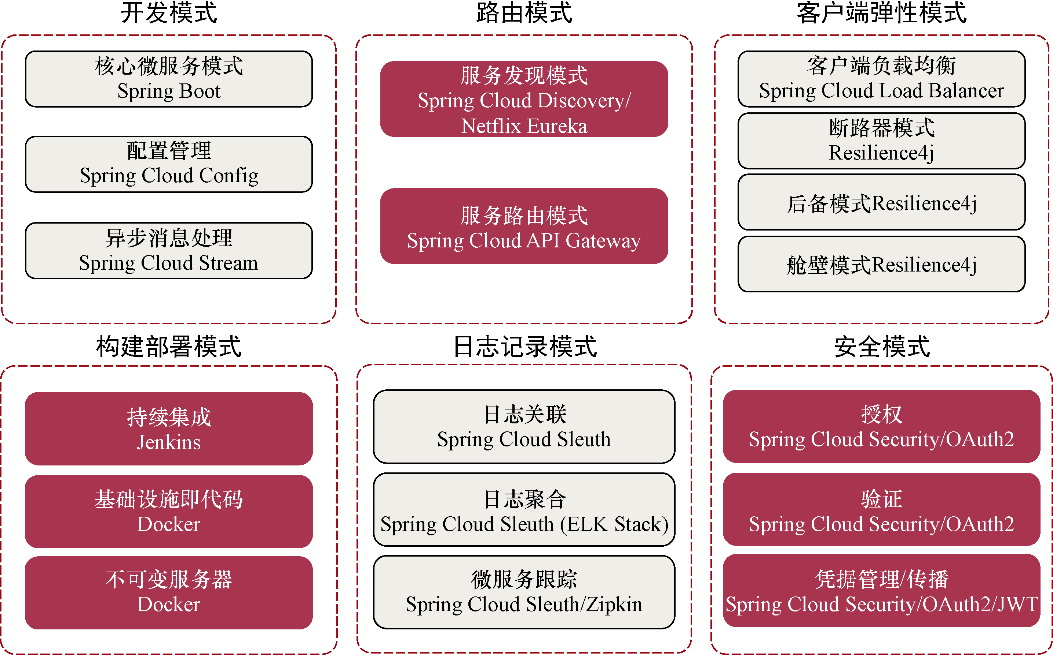 开发模式
核心微服务模式
Spring Boot
配置管理
Spring Cloud Config
异步消息处理
Spring Cloud Stream
路由模式
服务发现模式
Spring Cloud Discovery/
Netflix Eureka
服务路由模式
Spring Cloud API Gateway
客户端弹性模式
客户端负载均衡
Spring Cloud Load Balancer
断路器模式
Resilience4j
后备模式Resilience4j
舱壁模式Resilience4j
构建部署模式
持续集成
Jenkins
基础设施即代码
Docker
不可变服务器
Docker
日志记录模式
日志关联
Spring Cloud Sleuth
日志聚合
Spring Cloud Sleuth (ELK Stack)
微服务跟踪
Spring Cloud Sleuth/Zipkin
安全模式
授权
Spring Cloud Security/OAuth2
验证
Spring Cloud Security/OAuth2
凭据管理/传播
Spring Cloud Security/OAuth2/JWT